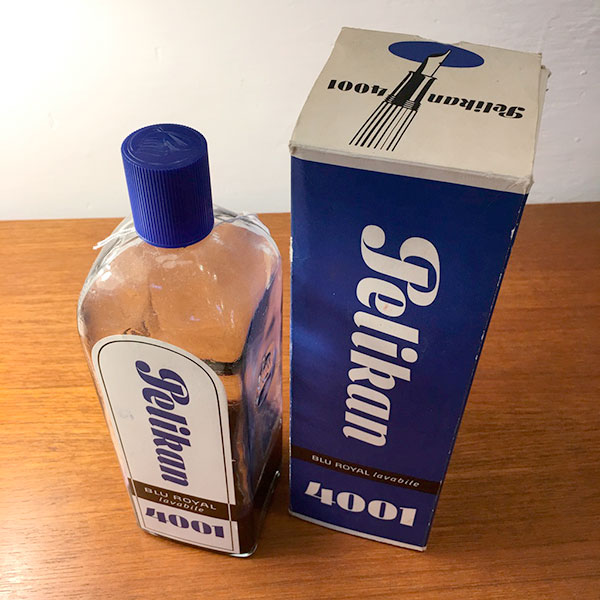 Pelikan 4001
Pelikan
BLU ROYAL lavabile
4001
Pelikan
BLU ROYAL
lavabile
4001